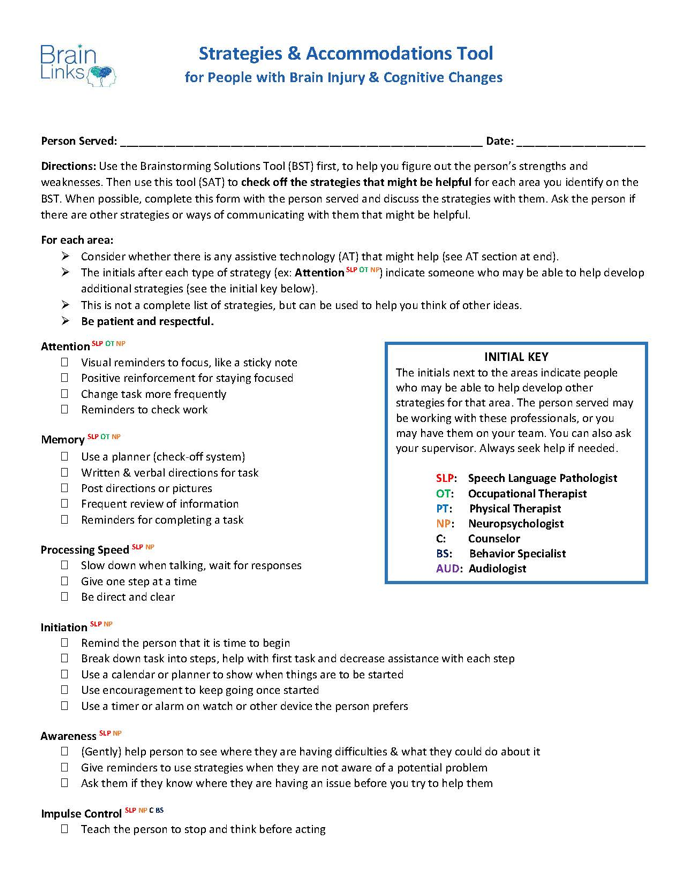 Brain
Links
Strategies & Accommodations Tool
for People with Brain Injury & Cognitive Changes
Person Served: ____________________________________________________________ Date: _____________________
Directions: Use the Brainstorming Solutions Tool (BST) first, to help you figure out the person's strengths and
weaknesses. Then use this tool (SAT) to check off the strategies that might be helpful for each area you identify on the
BST. When possible, complete this form with the person served and discuss the strategies with them. Ask the person if
there are other strategies or ways of communicating with them that might be helpful.
For each area:
➢ Consider whether there is any assistive technology (AT) that might help (see AT section at end).
➢ The initials after each type of strategy (ex: Attention SLP OT NP) indicate someone who may be able to help develop
additional strategies (see the initial key below).
➢ This is not a complete list of strategies, but can be used to help you think of other ideas.
➢ Be patient and respectful.
Attention SLP OT NP
☐ Visual reminders to focus, like a sticky note
☐ Positive reinforcement for staying focused
☐ Change task more frequently
☐ Reminders to check work
Memory SLP OT NP
☐ Use a planner (check-off system)
☐ Written & verbal directions for task
☐ Post directions or pictures
☐ Frequent review of information
☐ Reminders for completing a task
Processing Speed SLP NP
☐ Slow down when talking, wait for responses
☐ Give one step at a time
☐ Be direct and clear
INITIAL KEY
The initials next to the areas indicate people
who may be able to help develop other
strategies for that area. The person served may
be working with these professionals, or you
may have them on your team. You can also ask
your supervisor. Always seek help if needed.
SLP: Speech Language Pathologist
OT: Occupational Therapist
PT: Physical Therapist
NP: Neuropsychologist
C: Counselor
BS: Behavior Specialist
AUD: Audiologist
Initiation SLP NP
☐ Remind the person that it is time to begin
☐ Break down task into steps, help with first task and decrease assistance with each step
☐ Use a calendar or planner to show when things are to be started
☐ Use encouragement to keep going once started
☐ Use a timer or alarm on watch or other device the person prefers
Awareness SLP NP
☐ (Gently) help person to see where they are having difficulties & what they could do about it
☐ Give reminders to use strategies when they are not aware of a potential problem
☐ Ask them if they know where they are having an issue before you try to help them
Impulse Control SLP NP C BS
☐ Teach the person to stop and think before acting